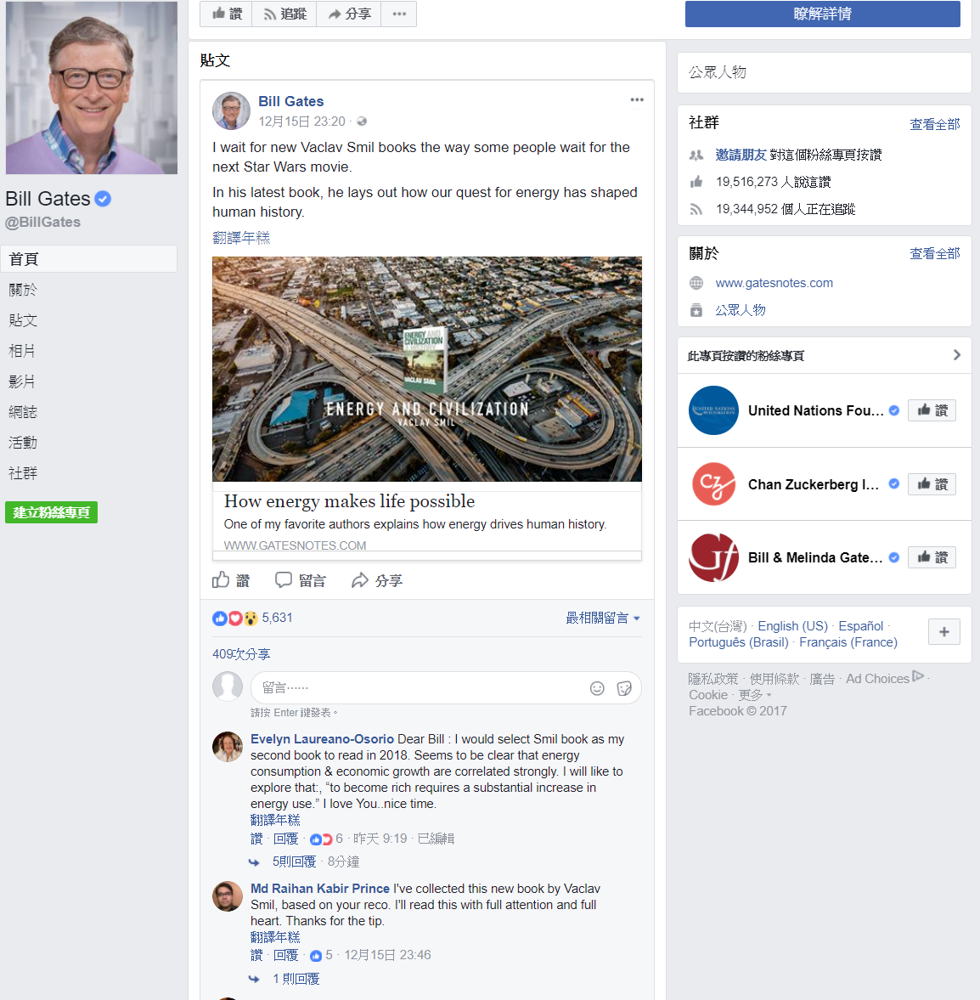 讚
追蹤
分享
瞭解詳情
Bill Gates
@BillGates
首頁
關於
貼文
相片
影片
網誌
活動
社群
建立粉絲專頁
貼文
Bill Gates
12月15日 23:20 ·
I wait for new Vaclav Smil books the way some people wait for the
next Star Wars movie.
In his latest book, he lays out how our quest for energy has shaped
human history.
翻譯年糕
ENERGY AND
CIVILIZATION
A HISTORY
VACLAV SMIL
ENERGY AND CIVILIZATION
VACLAV SMIL
How energy makes life possible
One of my favorite authors explains how energy drives human history.
WWW.GATESNOTES.COM
讚
留言
分享
5,631
最相關留言
409次分享
留言……
請按 Enter 鍵發表。
Evelyn Laureano-Osorio Dear Bill : I would select Smil book as my
second book to read in 2018. Seems to be clear that energy
consumption & economic growth are correlated strongly. I will like to
explore that:, “to become rich requires a substantial increase in
energy use.” I love You..nice time.
翻譯年糕
讚 · 回覆 · 6 · 昨天 9:19 · 已編輯
5則回覆 · 8分鐘
Md Raihan Kabir Prince I've collected this new book by Vaclav
Smil, based on your reco. I'll read this with full attention and full
heart. Thanks for the tip.
翻譯年糕
讚 · 回覆 · 5 · 12月15日 23:46
1 則回覆
公眾人物
社群
查看全部
邀請朋友 對這個粉絲專頁按讚
19,516,273 人說這讚
19,344,952 個人正在追蹤
關於
查看全部
www.gatesnotes.com
公眾人物
此專頁按讚的粉絲專頁
UNITED NATIONS
FOUNDATION
United Nations Fou...
讚
cz
Chan Zuckerberg I...
讚
Gf
Bill & Melinda Gate...
讚
中文(台灣) · English (US) · Español ·
Português (Brasil) · Français (France)
隱私政策 · 使用條款 · 廣告 · Ad Choices ·
Cookie · 更多
Facebook © 2017